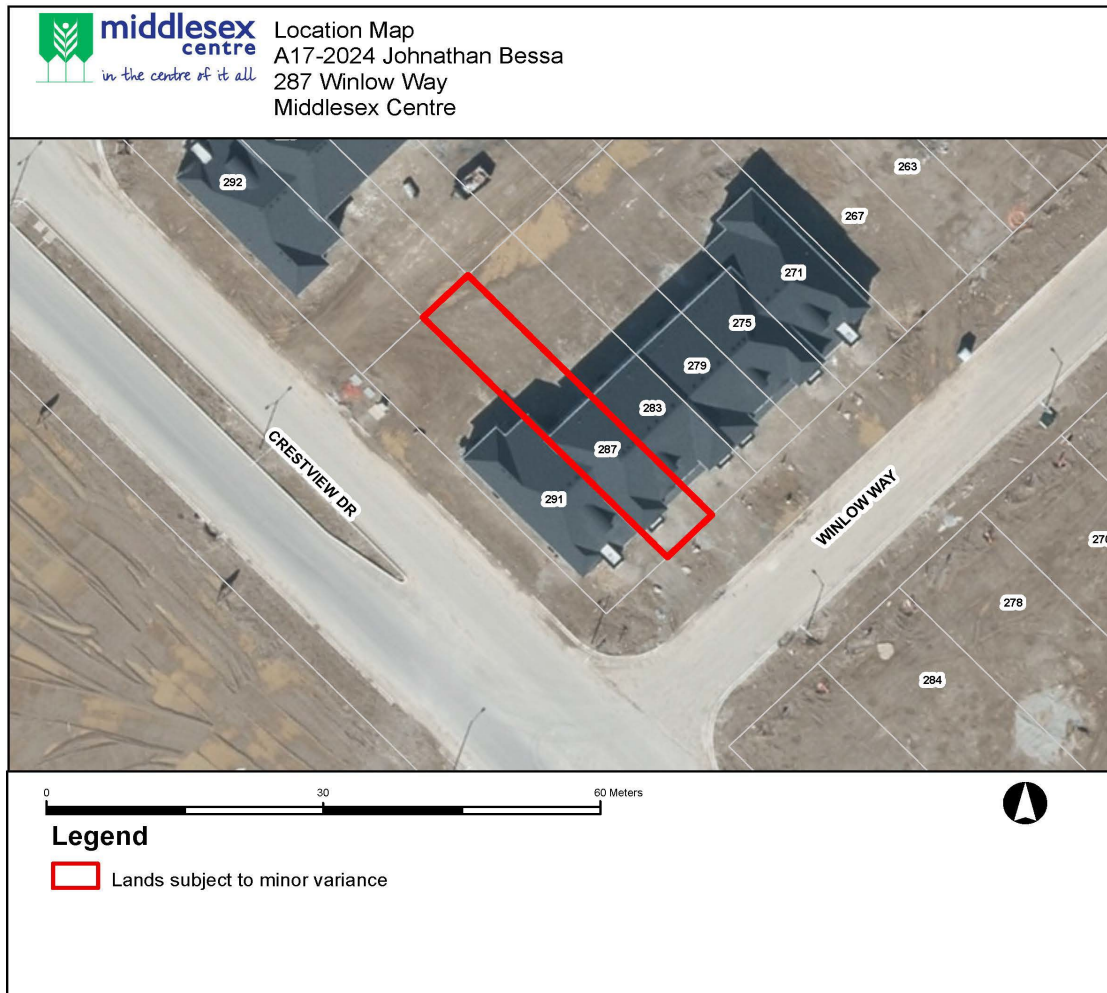 middlesex
centre
in the centre of it all
Location Map
A17-2024 Johnathan Bessa
287 Winlow Way
Middlesex Centre
292
263
267
271
275
279
283
287
291
CRESTVIEW DR
WINLOW WAY
270
278
284
0 30 60 Meters
Legend
Lands subject to minor variance